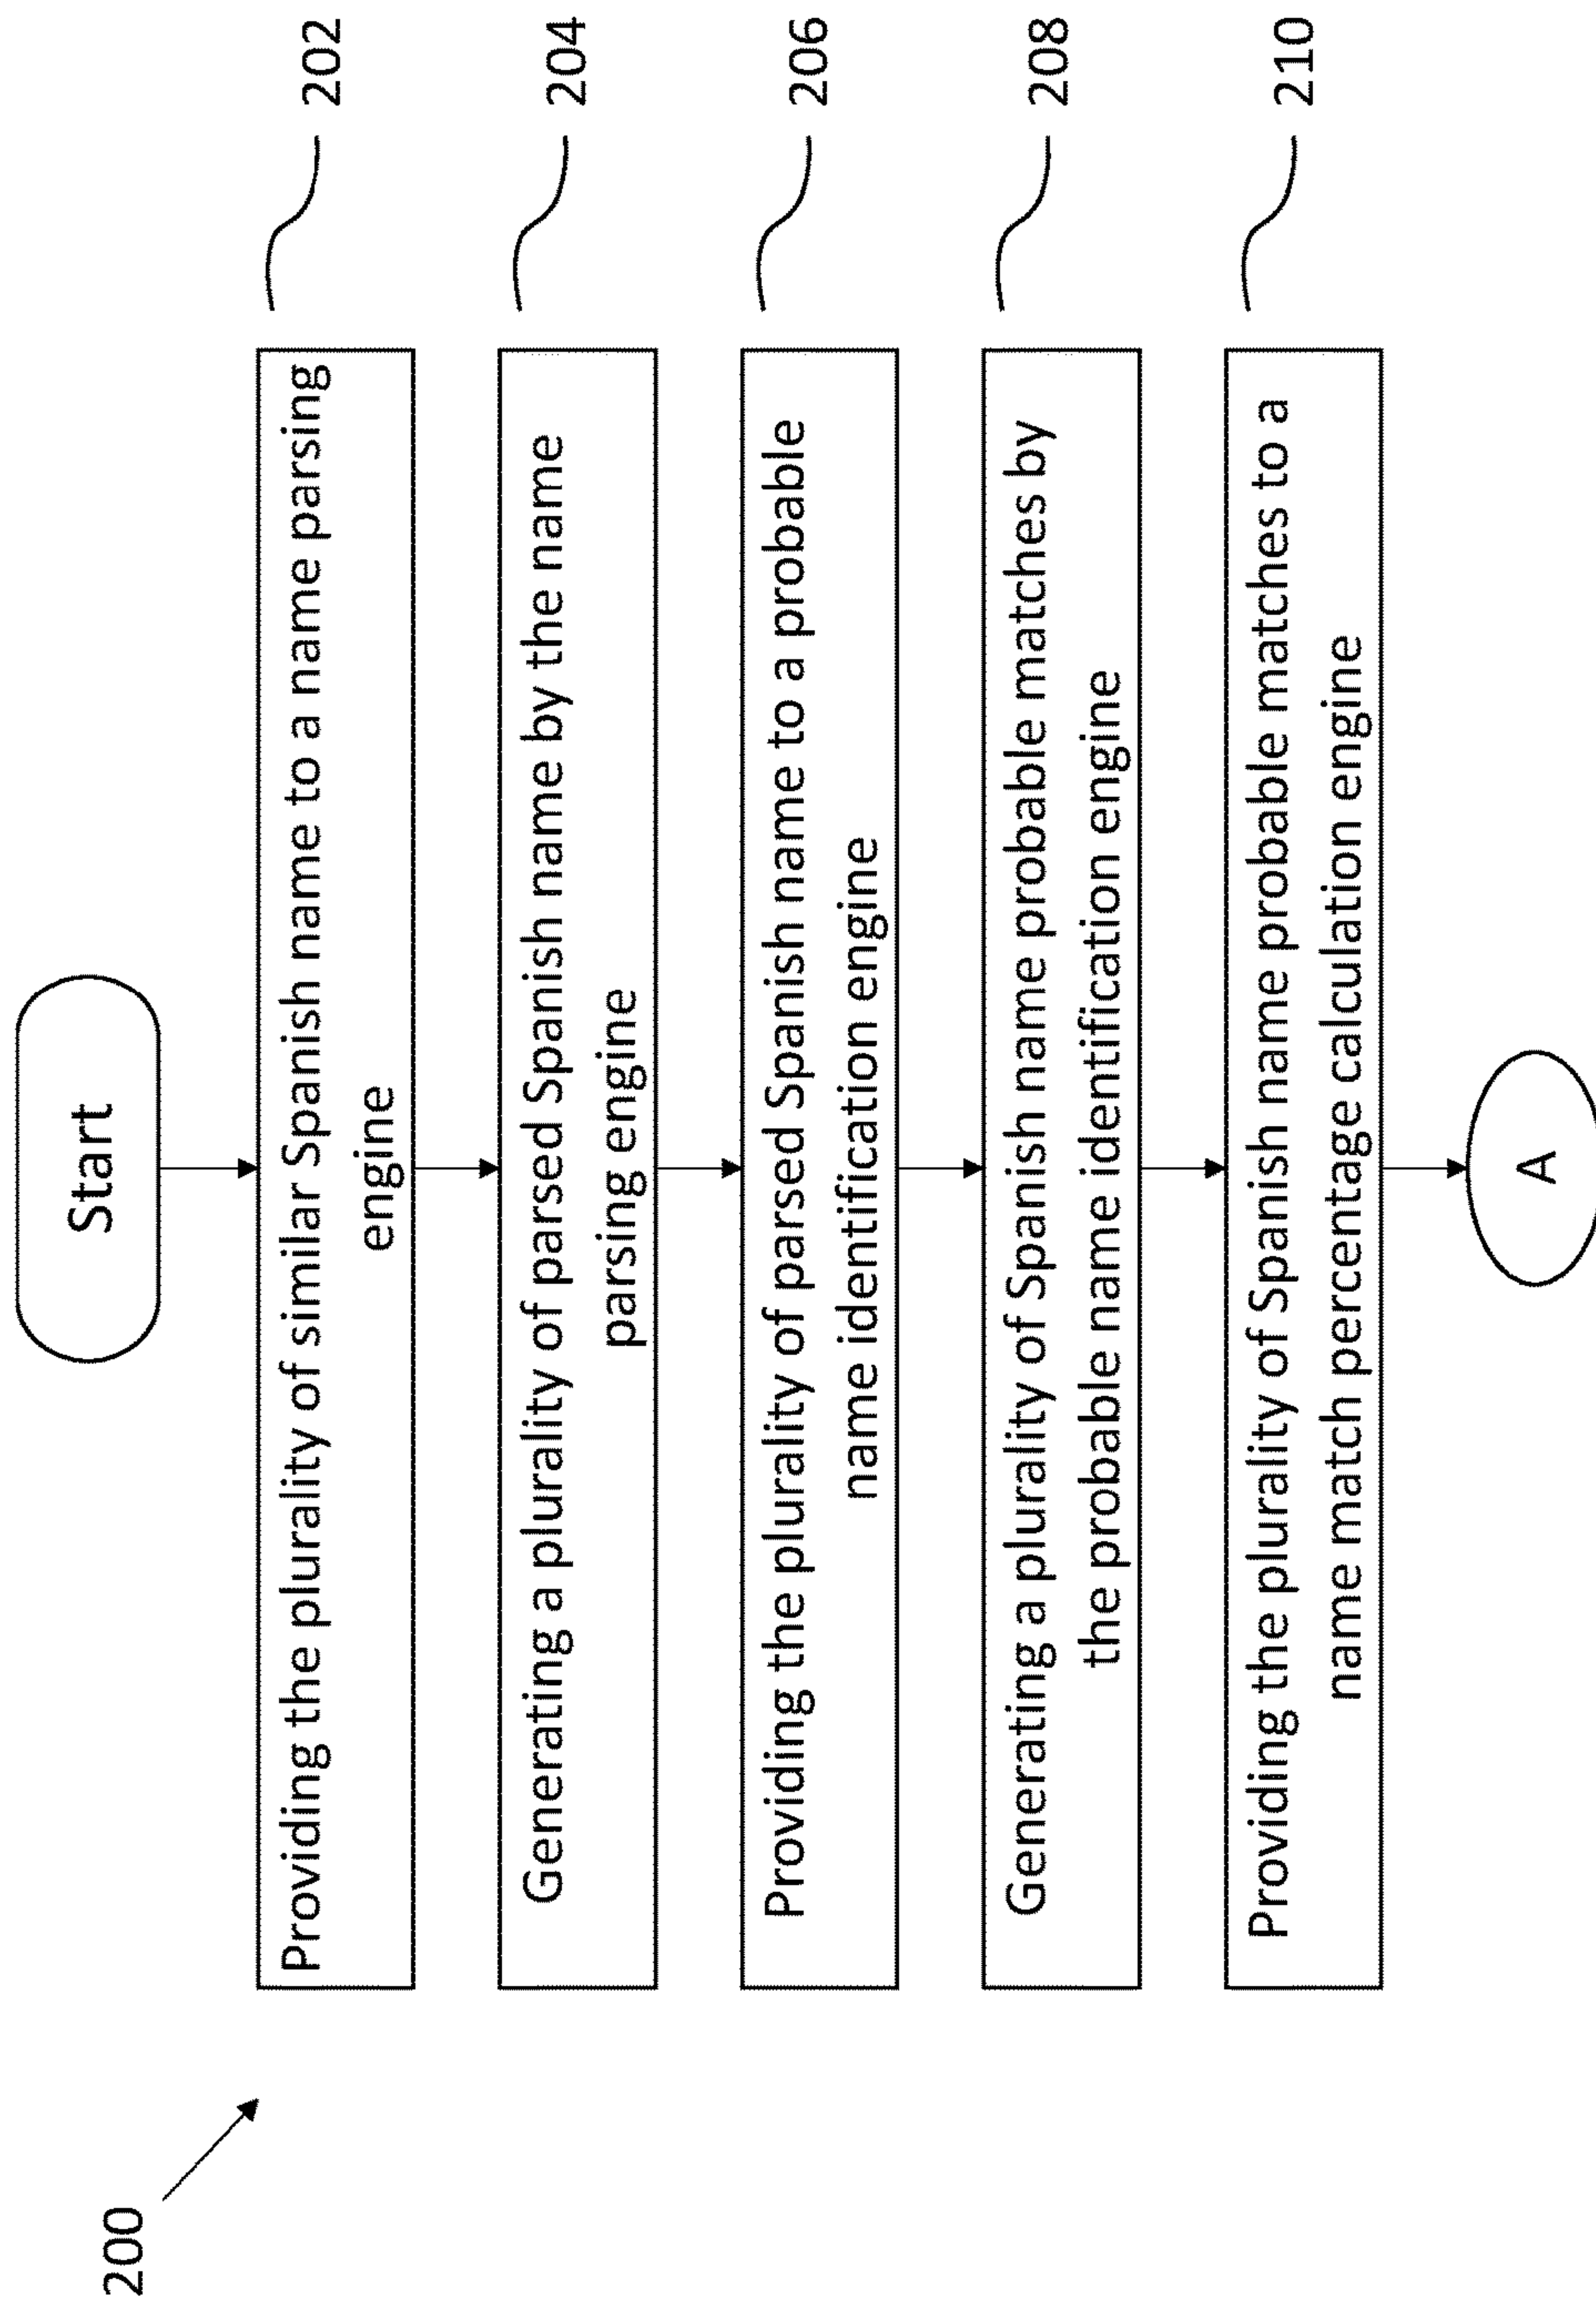 200
Start
Providing the plurality of similar Spanish name to a name parsing
engine
202
Generating a plurality of parsed Spanish name by the name
parsing engine
204
Providing the plurality of parsed Spanish name to a probable
name identification engine
206
Generating a plurality of Spanish name probable matches by
the probable name identification engine
208
Providing the plurality of Spanish name probable matches to a
name match percentage calculation engine
210
A